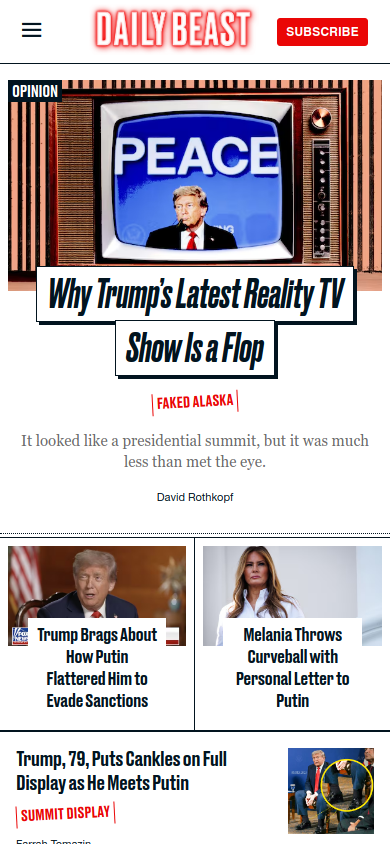 DAILY BEAST
SUBSCRIBE
OPINION
PEACE
Why Trump's Latest Reality TV
Show Is a Flop
FAKED ALASKA
It looked like a presidential summit, but it was much
less than met the eye.
David Rothkopf
Trump Brags About
How Putin
Flattered Him to
Evade Sanctions
Melania Throws
Curveball with
Personal Letter to
Putin
Trump, 79, Puts Cankles on Full
Display as He Meets Putin
SUMMIT DISPLAY